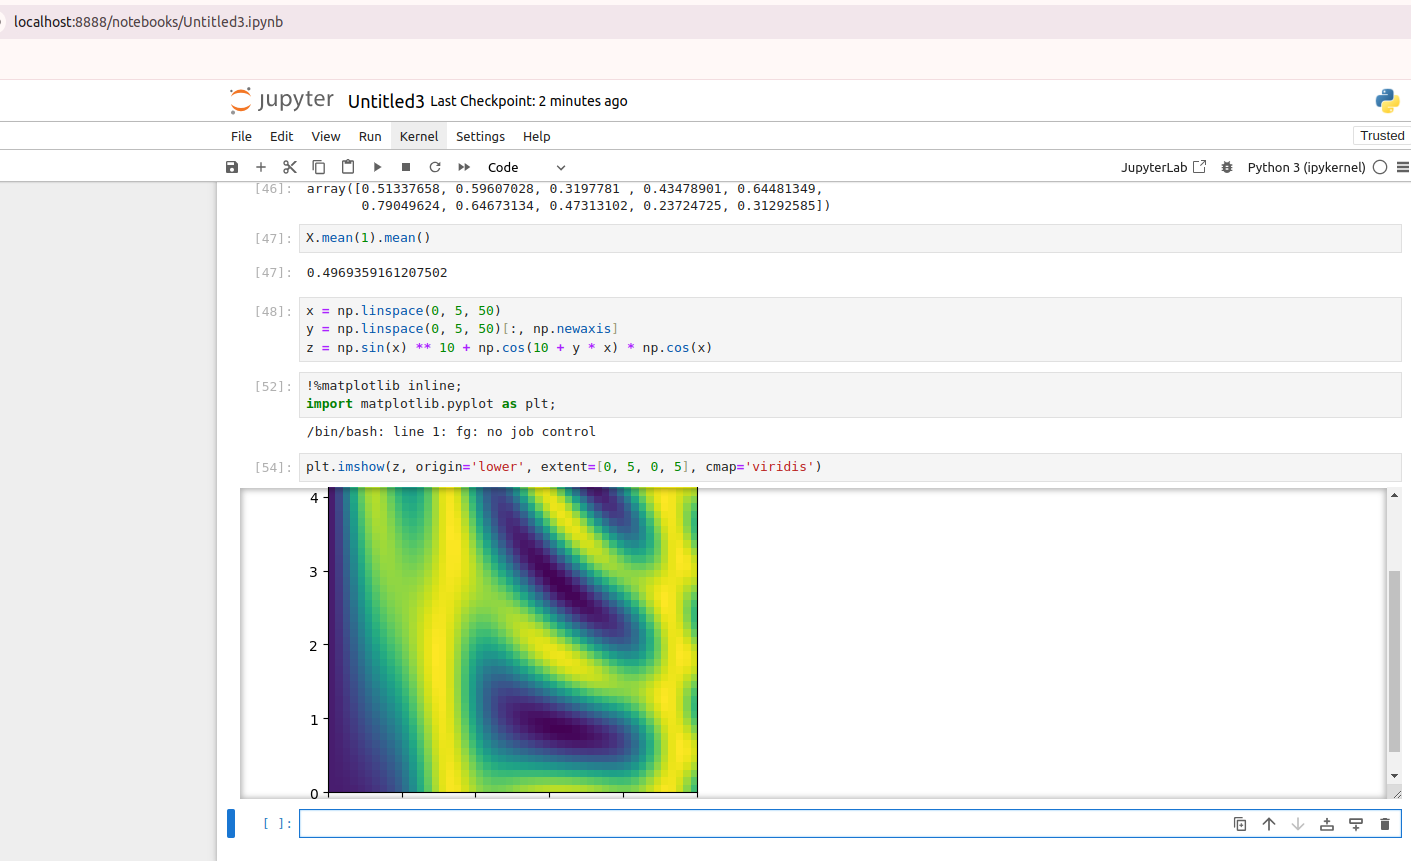 localhost:8888/notebooks/Untitled3.ipynb
jupyter Untitled3 Last Checkpoint: 2 minutes ago
File Edit View Run Kernel Settings Help
Trusted
Code
JupyterLab
Python 3 (ipykernel)
[46]: array([0.51337658, 0.59607028, 0.3197781 , 0.43478901, 0.64481349,
0.79049624, 0.64673134, 0.47313102, 0.23724725, 0.31292585])
[47]: X.mean(1).mean()
[47]: 0.4969359161207502
[48]: x = np.linspace(0, 5, 50)
y = np.linspace(0, 5, 50)[:, np.newaxis]
z = np.sin(x) ** 10 + np.cos(10 + y * x) * np.cos(x)
[52]: !%matplotlib inline;
import matplotlib.pyplot as plt;
/bin/bash: line 1: fg: no job control
[54]: plt.imshow(z, origin='lower', extent=[0, 5, 0, 5], cmap='viridis')
4
3
2
1
0
[ ]: